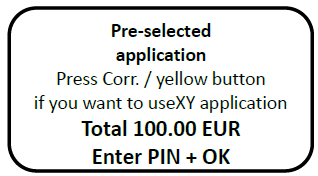 Pre-selected
application
Press Corr. / yellow button
if you want to useXY application
Total 100.00 EUR
Enter PIN + OK